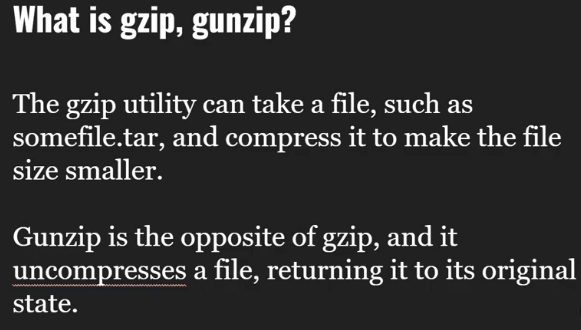 What is gzip, gunzip?
The gzip utility can take a file, such as
somefile.tar, and compress it to make the file
size smaller.
Gunzip is the opposite of gzip, and it
uncompresses a file, returning it to its original
state.